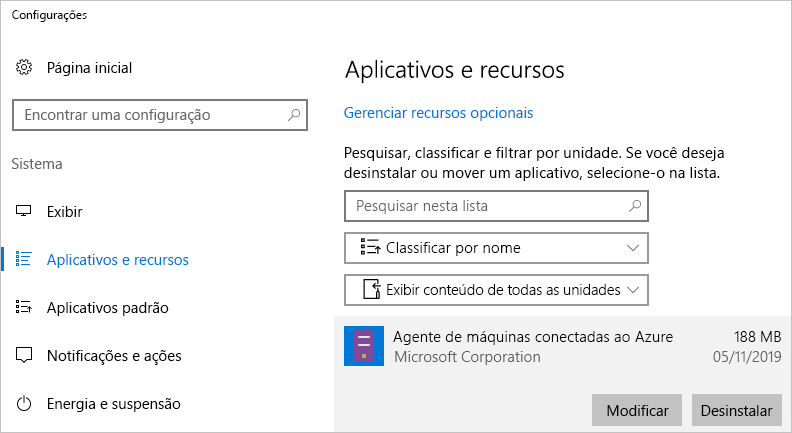 Configurações
Página inicial
Encontrar uma configuração
Sistema
Exibir
Aplicativos e recursos
Aplicativos padrão
Notificações e ações
Energia e suspensão
Aplicativos e recursos
Gerenciar recursos opcionais
Pesquisar, classificar e filtrar por unidade. Se você deseja
desinstalar ou mover um aplicativo, selecione-o na lista.
Pesquisar nesta lista
Classificar por nome
Exibir conteúdo de todas as unidades
Agente de máquinas conectadas ao Azure 188 MB
Microsoft Corporation 05/11/2019
Modificar Desinstalar